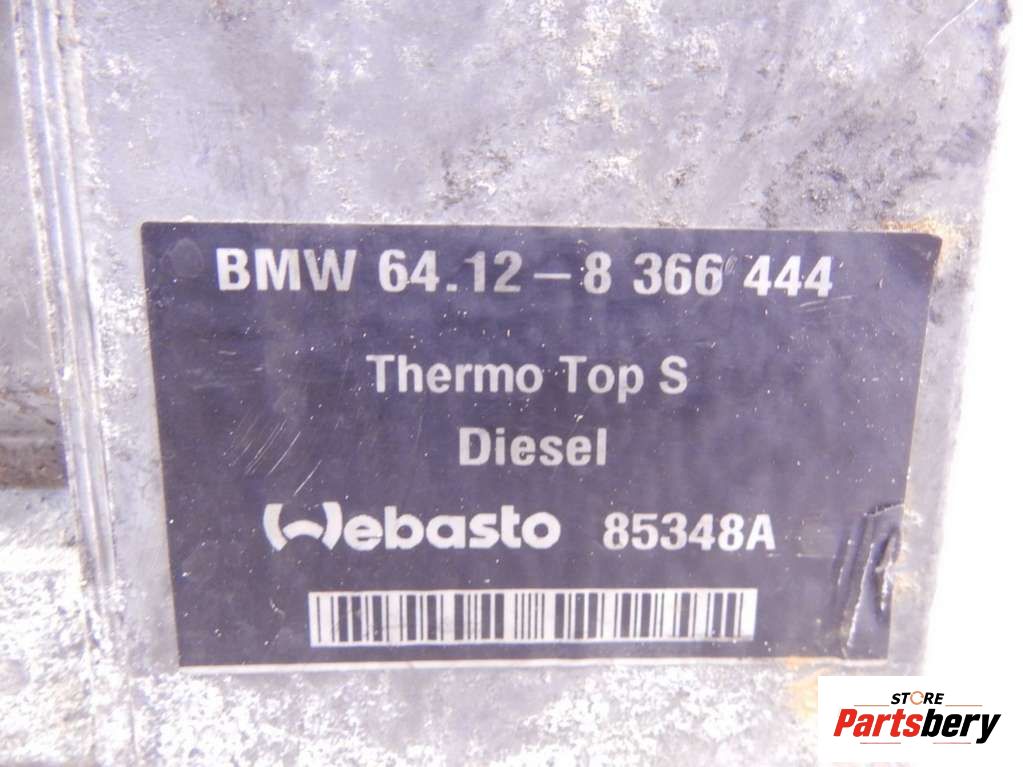 BMW 64.12-8 366 444
Thermo Top S
Diesel
Webasto 85348A
STORE
Partsbery